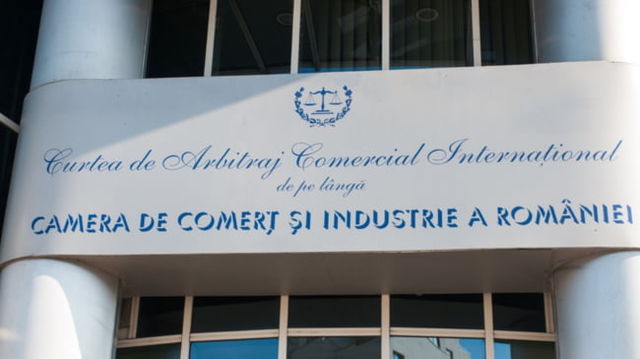 Curtea de Arbitraj Comercial Internațional
de pe lângă
CAMERA DE COMERȚ ȘI INDUSTRIE A ROMÂNIEI